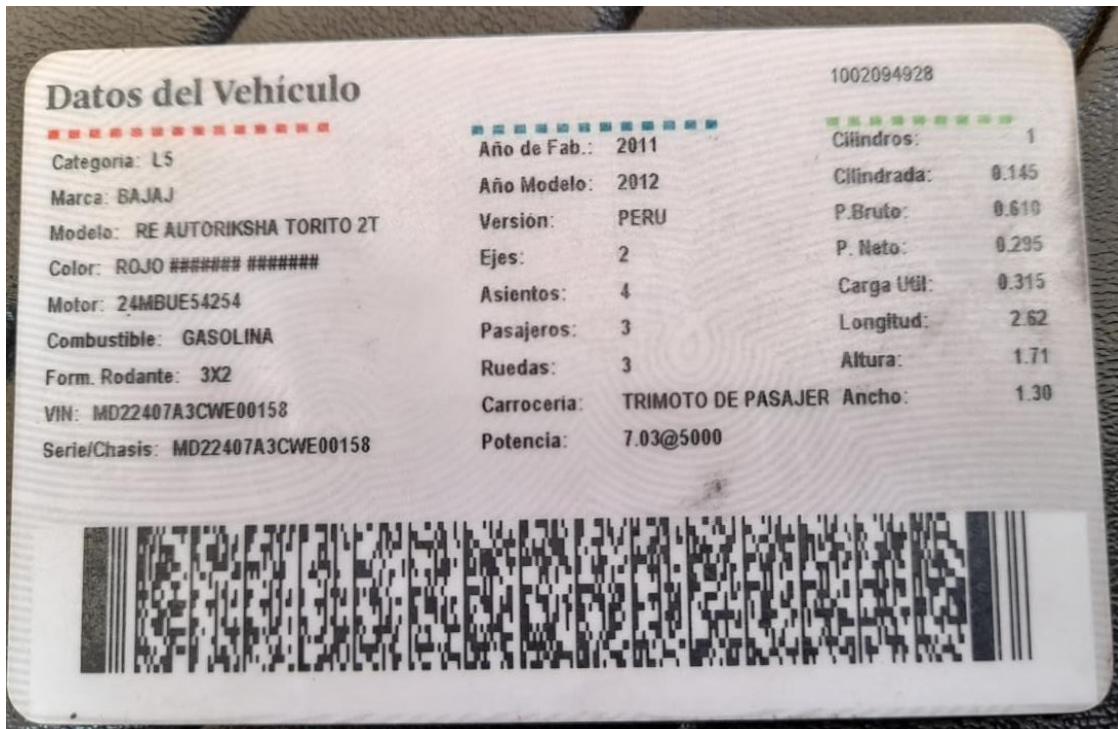 Datos del Vehículo
1002094928
Categoria: L5
Marca: BAJAJ
Modelo: RE AUTORIKSHA TORITO 2T
Color: ROJO ####### #######
Motor: 24MBUE54254
Combustible: GASOLINA
Form. Rodante: 3X2
VIN: MD22407A3CWE00158
Serie/Chasis: MD22407A3CWE00158
Año de Fab.: 2011
Año Modelo: 2012
Versión: PERU
Ejes: 2
Asientos: 4
Pasajeros: 3
Ruedas: 3
Carrocería: TRIMOTO DE PASAJER
Potencia: 7.03@5000
Cilindros: 1
Cilindrada: 0.145
P.Bruto: 0.610
P. Neto: 0.295
Carga Util: 0.315
Longitud: 2.62
Altura: 1.71
Ancho: 1.30